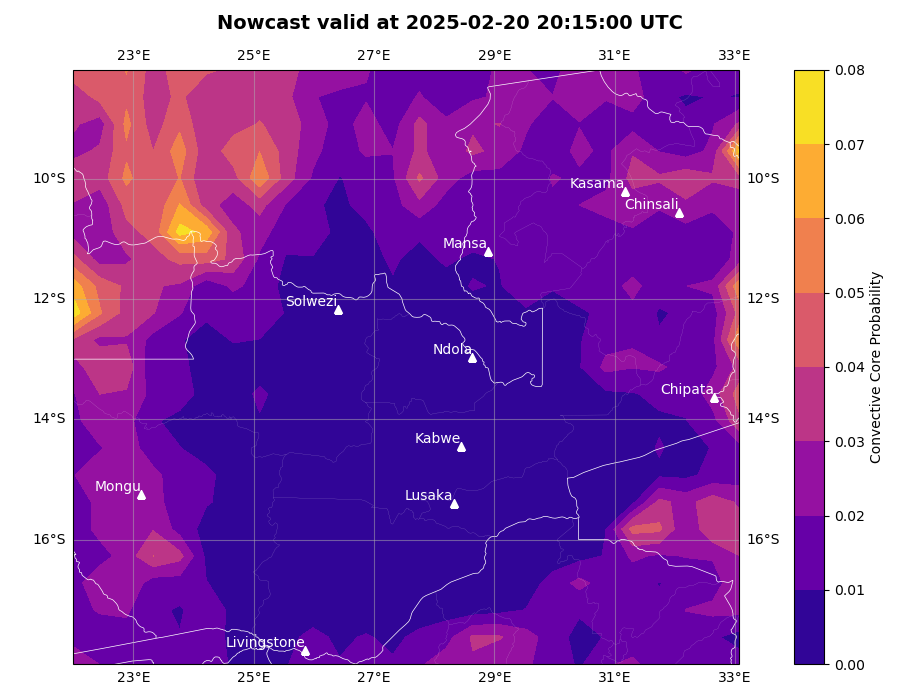 Nowcast valid at 2025-02-20 20:15:00 UTC
23°E 25°E 27°E 29°E 31°E 33°E
0.08
0.07
10°S Kasama 10°S
Chinsali
0.06
Mansa
0.05
12°S Solwezi 12°S
0.04
Ndola
Chipata
14°S 14°S
0.03
Kabwe
Mongu Lusaka
0.02
16°S 16°S
0.01
Livingstone
0.00
23°E 25°E 27°E 29°E 31°E 33°E
Convective Core Probability